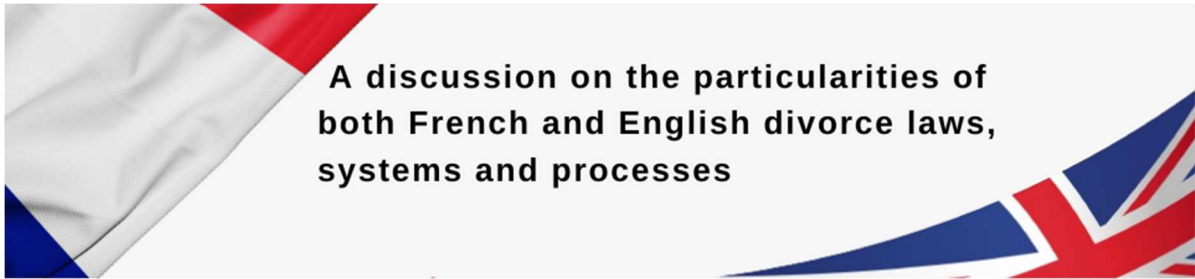 A discussion on the particularities of
both French and English divorce laws,
systems and processes